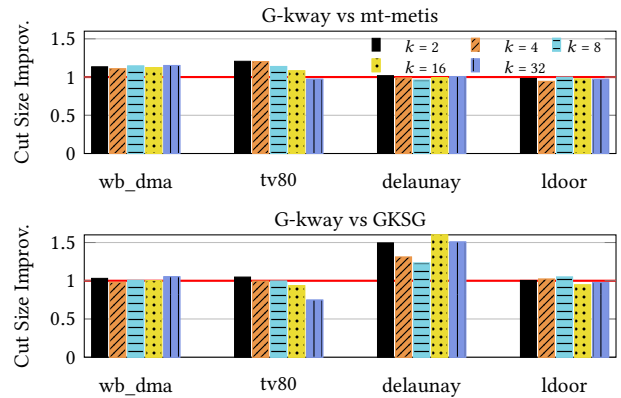 G-kway vs mt-metis
Cut Size Improv.
1.5
1
0.5
0
k = 2
k = 4
k = 8
k = 16
k = 32
wb_dma
tv80
delaunay
ldoor
G-kway vs GKSG
Cut Size Improv.
1.5
1
0.5
0
wb_dma
tv80
delaunay
ldoor